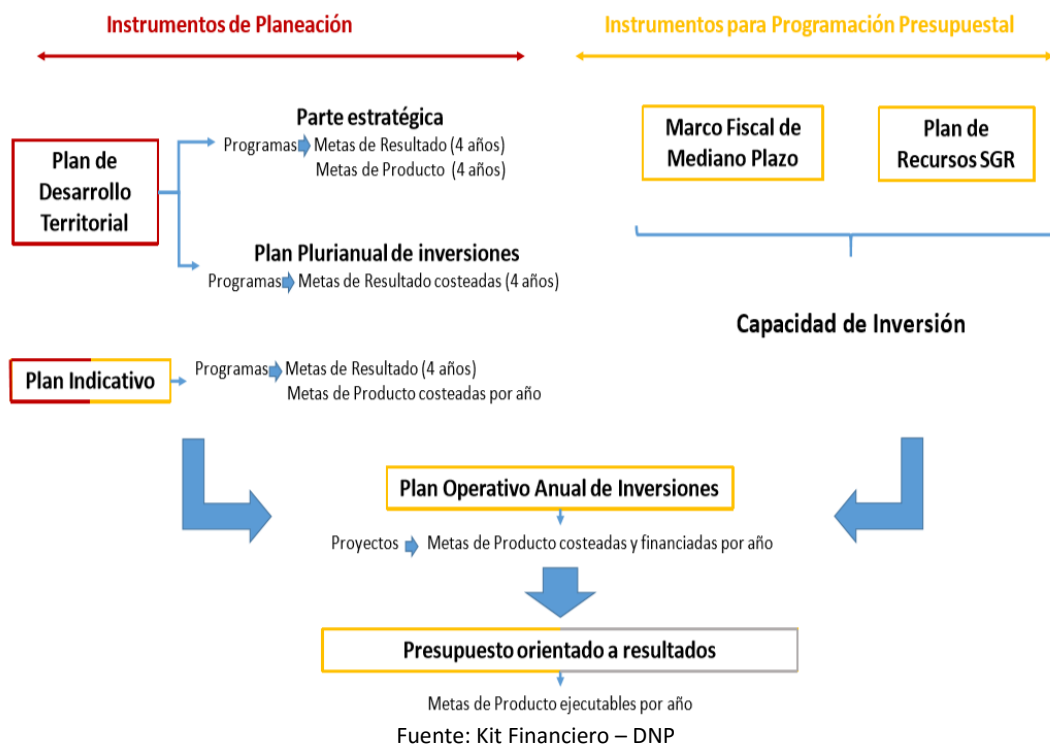 Instrumentos de Planeación
Instrumentos para Programación Presupuestal
Plan de
Desarrollo
Territorial
Parte estratégica
Programas Metas de Resultado (4 años)
Metas de Producto (4 años)
Plan Plurianual de inversiones
Programas Metas de Resultado costeadas (4 años)
Marco Fiscal de
Mediano Plazo
Plan de
Recursos SGR
Capacidad de Inversión
Plan Indicativo
Programas Metas de Resultado (4 años)
Metas de Producto costeadas por año
Plan Operativo Anual de Inversiones
Proyectos Metas de Producto costeadas y financiadas por año
Presupuesto orientado a resultados
Metas de Producto ejecutables por año
Fuente: Kit Financiero – DNP